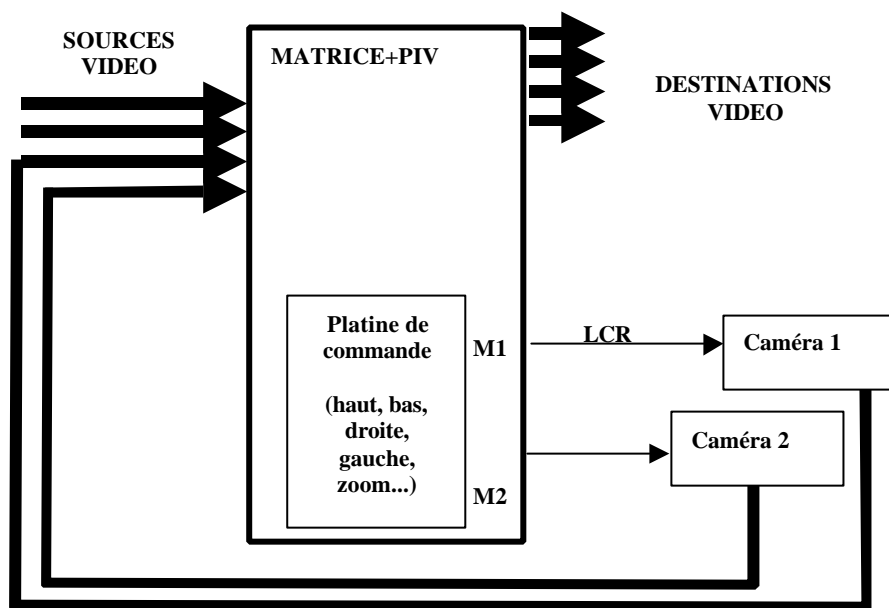 SOURCES
VIDEO
MATRICE+PIV
DESTINATIONS
VIDEO
Platine de
commande
(haut, bas,
droite,
gauche,
zoom...)
M1
M2
LCR
Caméra 1
Caméra 2